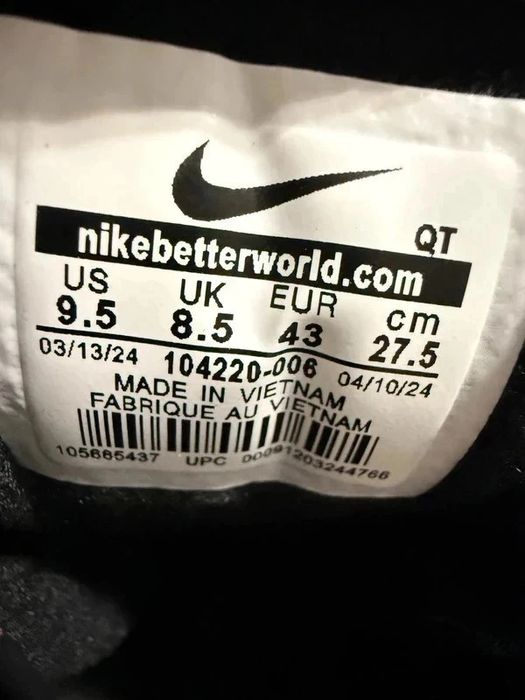 QT
nikebetterworld.com
US UK EUR cm
9.5 8.5 43 27.5
03/13/24 104220-006 04/10/24
MADE IN VIETNAM
FABRIQUE AU VIETNAM
105685437 UPC 00091203244766